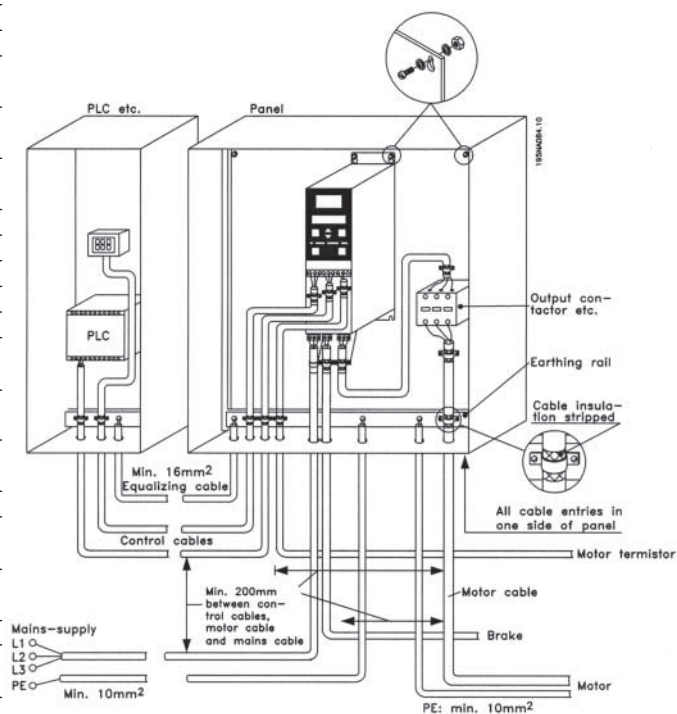 PLC etc.
Panel
195NA084.10
PLC
Output con-
tactor etc.
Earthing rail
Cable insula-
tion stripped
Min. 16mm²
Equalizing cable
All cable entries in
one side of panel
Control cables
Motor termistor
Min. 200mm
between con-
trol cables,
motor cable
and mains cable
Motor cable
Mains-supply
L1
L2
L3
PE
Brake
Min. 10mm²
Motor
PE: min. 10mm²